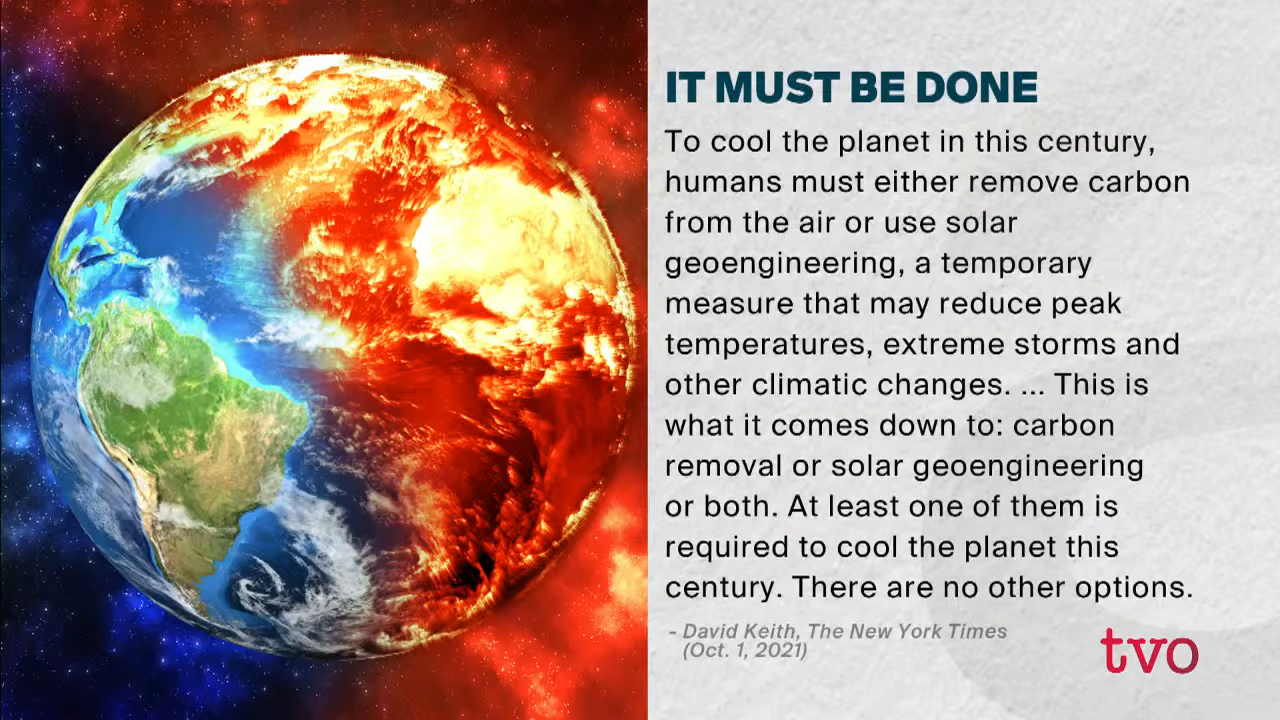 IT MUST BE DONE
To cool the planet in this century,
humans must either remove carbon
from the air or use solar
geoengineering, a temporary
measure that may reduce peak
temperatures, extreme storms and
other climatic changes. ... This is
what it comes down to: carbon
removal or solar geoengineering
or both. At least one of them is
required to cool the planet this
century. There are no other options.
- David Keith, The New York Times
(Oct. 1, 2021)
tvo